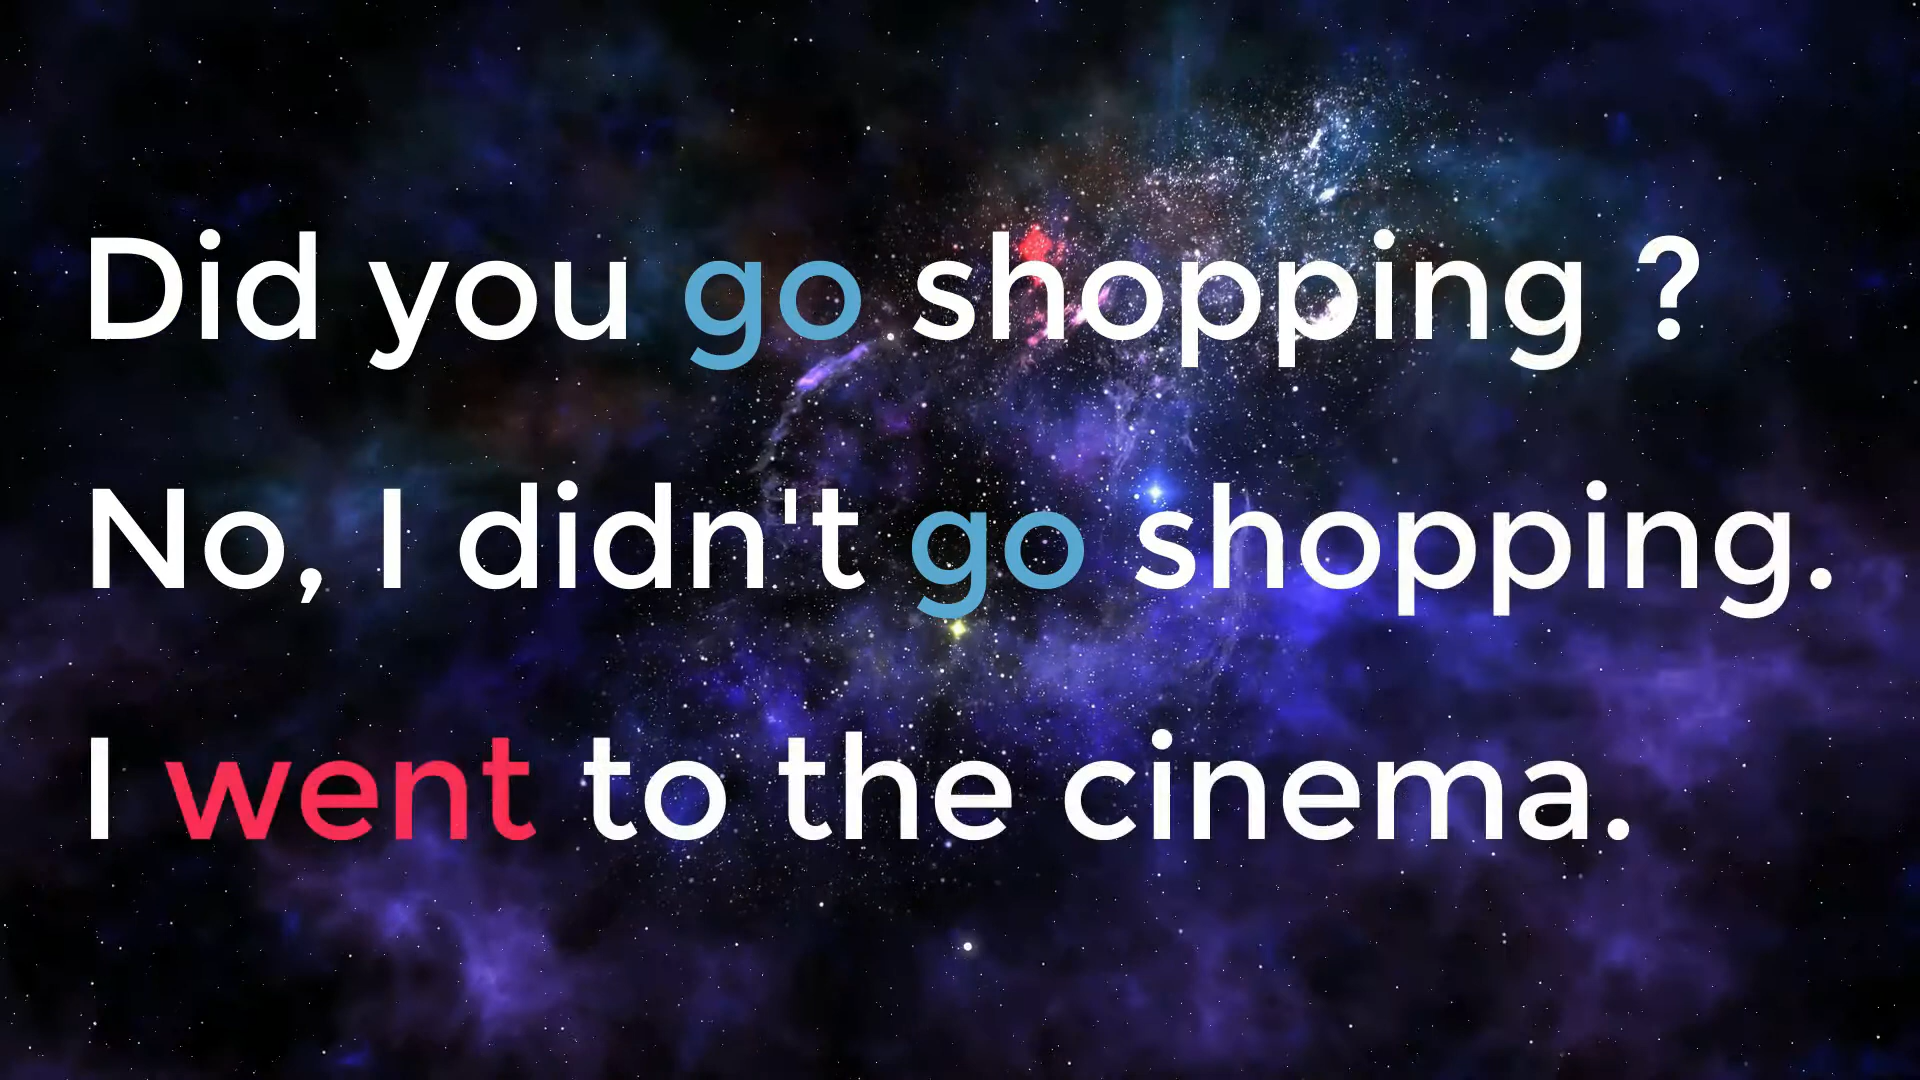 Did you go shopping ?
No, I didn't go shopping.
I went to the cinema.